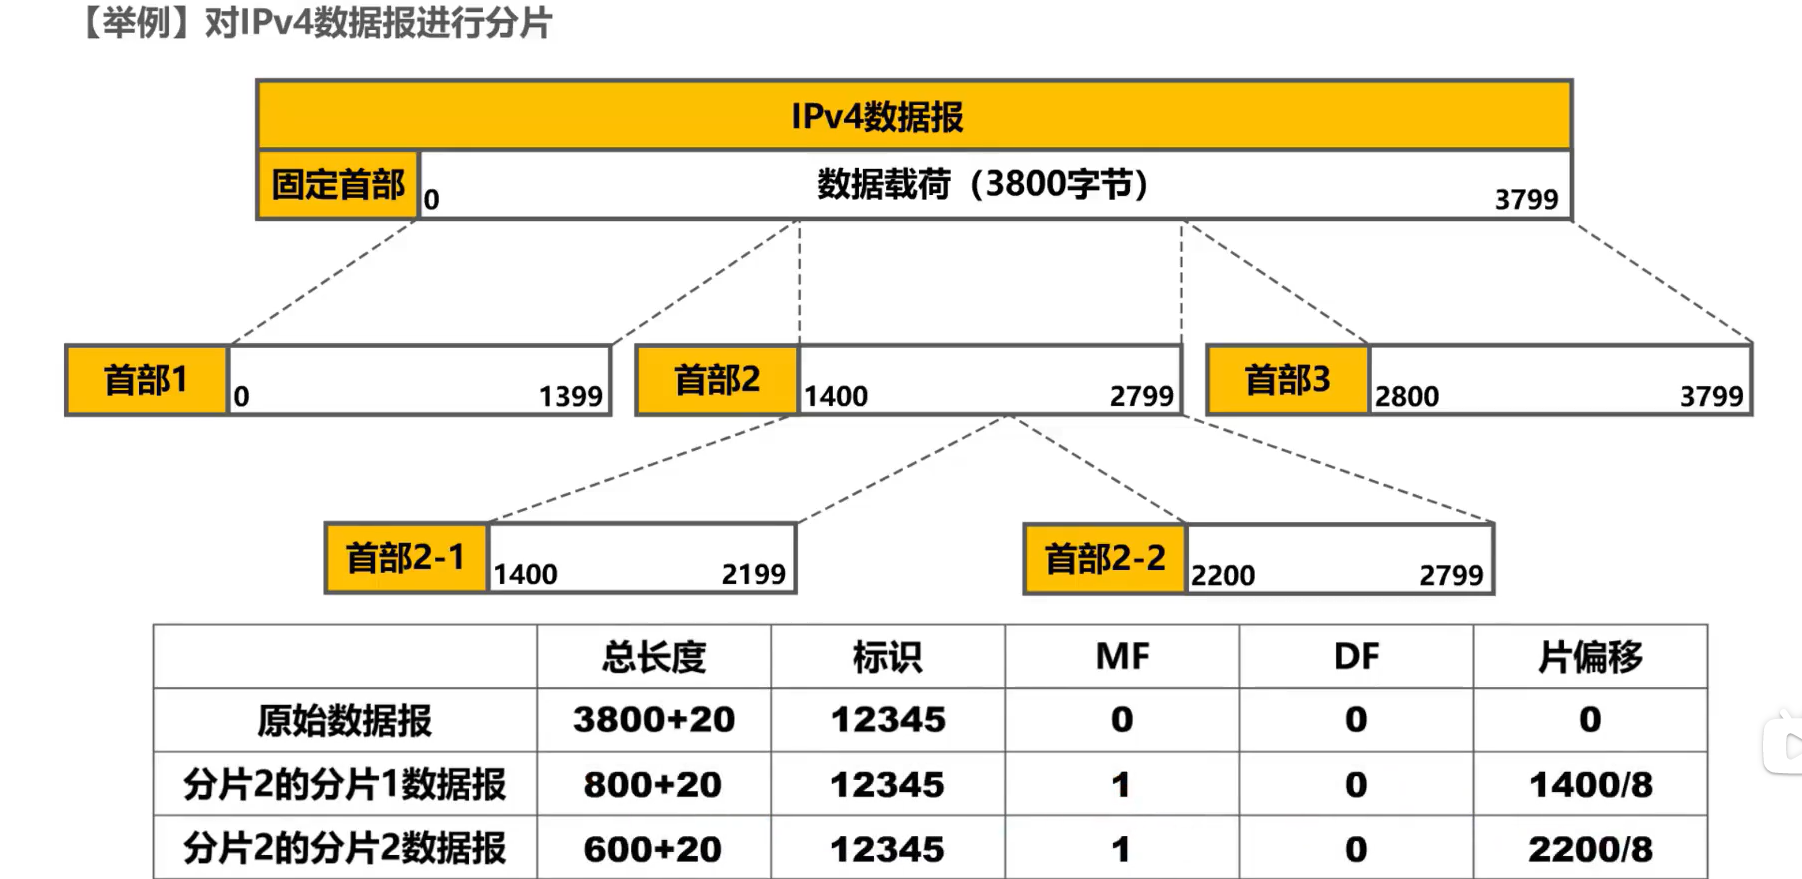 【举例】对IPv4数据报进行分片
IPv4数据报
固定首部 0 数据载荷（3800字节） 3799
首部1 0 1399 首部2 1400 2799 首部3 2800 3799
首部2-1 1400 2199 首部2-2 2200 2799
总长度 标识 MF DF 片偏移
原始数据报 3800+20 12345 0 0 0
分片2的分片1数据报 800+20 12345 1 0 1400/8
分片2的分片2数据报 600+20 12345 1 0 2200/8